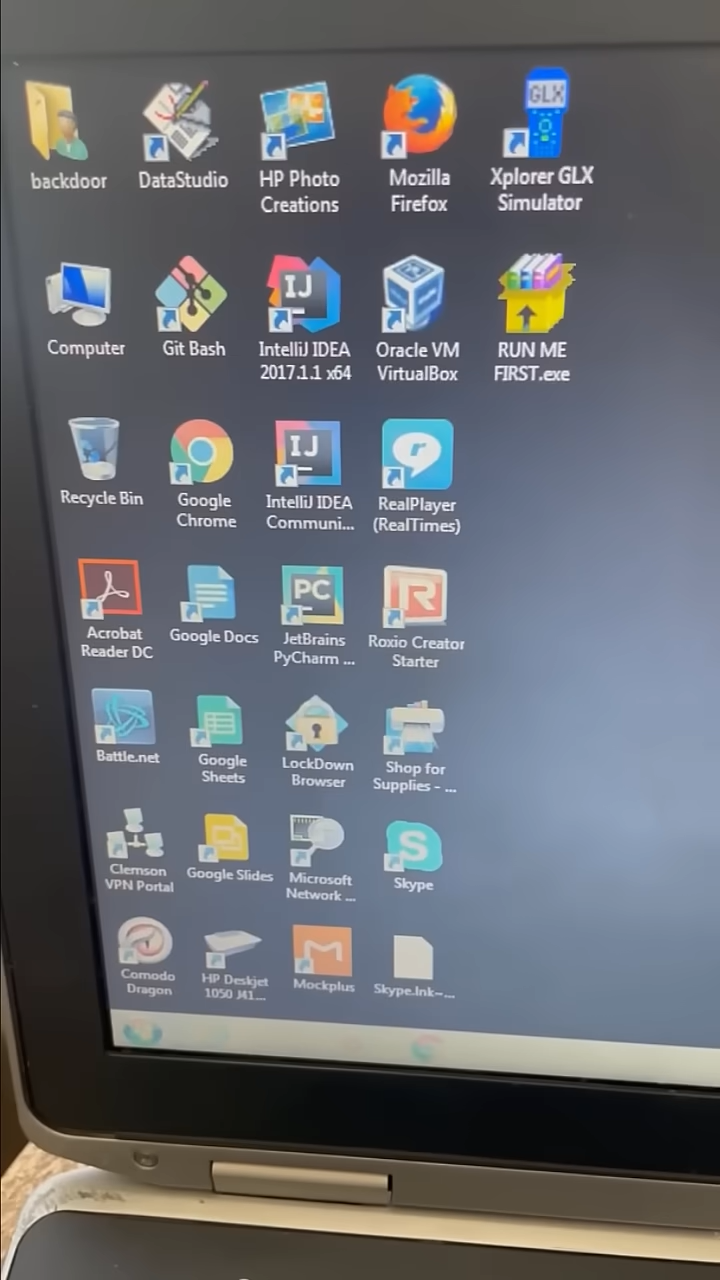 backdoor
DataStudio
HP Photo
Creations
Mozilla
Firefox
GLX
Xplorer GLX
Simulator
Computer
Git Bash
IJ
IntelliJ IDEA
2017.1.1 x64
Oracle VM
VirtualBox
RUN ME
FIRST.exe
Recycle Bin
Google
Chrome
IJ
IntelliJ IDEA
Communi...
RealPlayer
(RealTimes)
Acrobat
Reader DC
Google Docs
PC
JetBrains
PyCharm ...
R
Roxio Creator
Starter
Battle.net
Google
Sheets
LockDown
Browser
Shop for
Supplies - ...
Clemson
VPN Portal
Google Slides
Microsoft
Network ...
S
Skype
Comodo
Dragon
HP Deskjet
1050 J41...
Mockplus
Skype.lnk~...